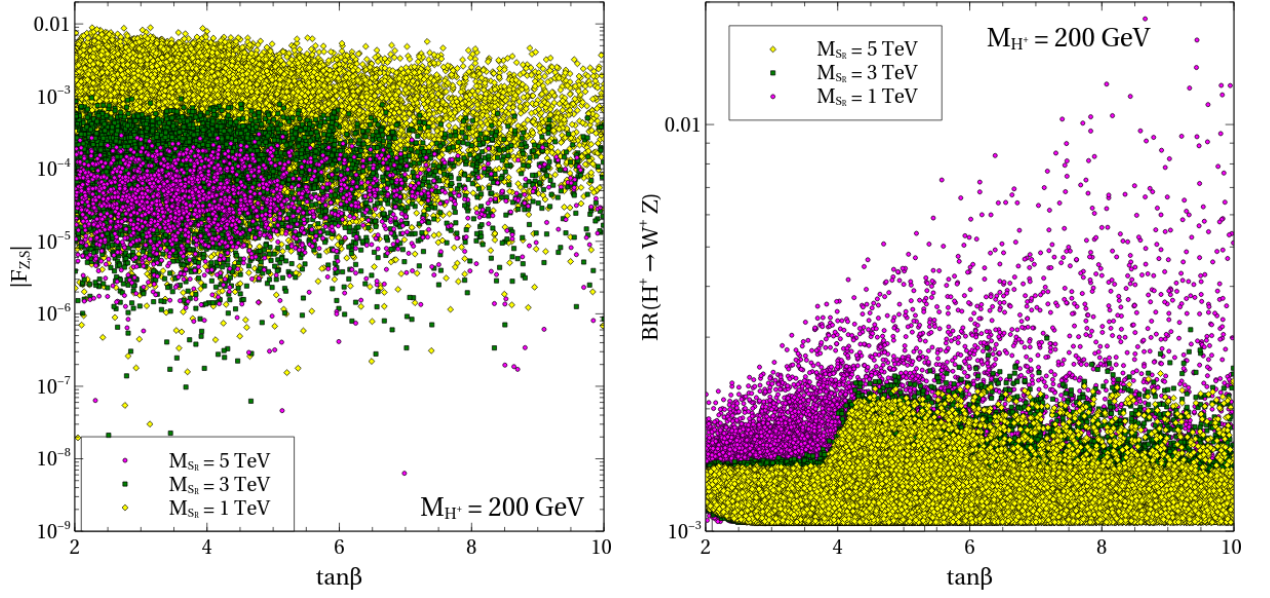 0.01
10⁻³
10⁻⁴
10⁻⁵
10⁻⁶
10⁻⁷
10⁻⁸
10⁻⁹
|F_{Z,S}|
M_{S_R} = 5 TeV
M_{S_R} = 3 TeV
M_{S_R} = 1 TeV
M_{H⁺} = 200 GeV
2 4 6 8 10
tanβ
M_{S_R} = 5 TeV
M_{S_R} = 3 TeV
M_{S_R} = 1 TeV
M_{H⁺} = 200 GeV
0.01
10⁻³
BR(H⁺ → W⁺ Z)
2 4 6 8 10
tanβ